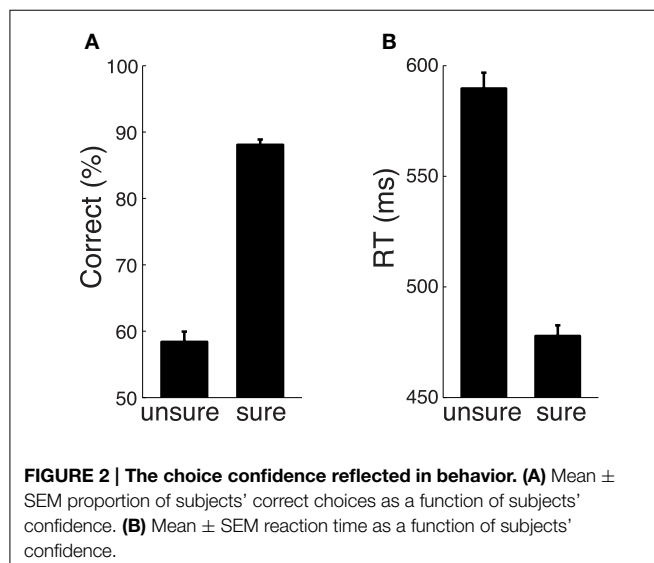 A
100
90
80
70
60
50
Correct (%)
unsure sure
B
600
550
500
450
RT (ms)
unsure sure
FIGURE 2 | The choice confidence reflected in behavior. (A) Mean ±
SEM proportion of subjects’ correct choices as a function of subjects’
confidence. (B) Mean ± SEM reaction time as a function of subjects’
confidence.